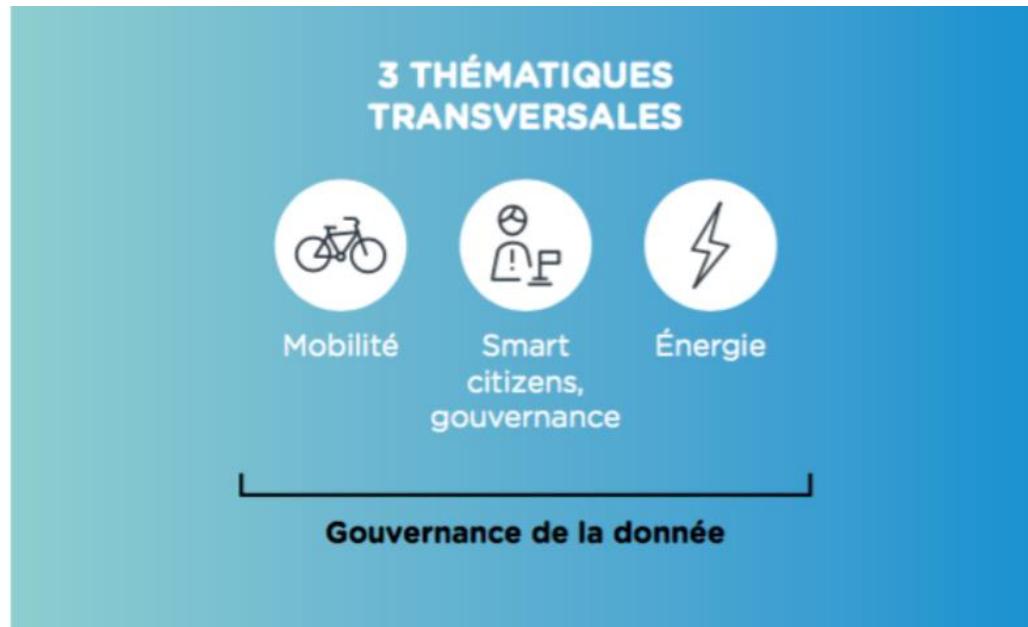 3 THÉMATIQUES
TRANSVERSALES
Mobilité
Smart
citizens,
gouvernance
Énergie
Gouvernance de la donnée